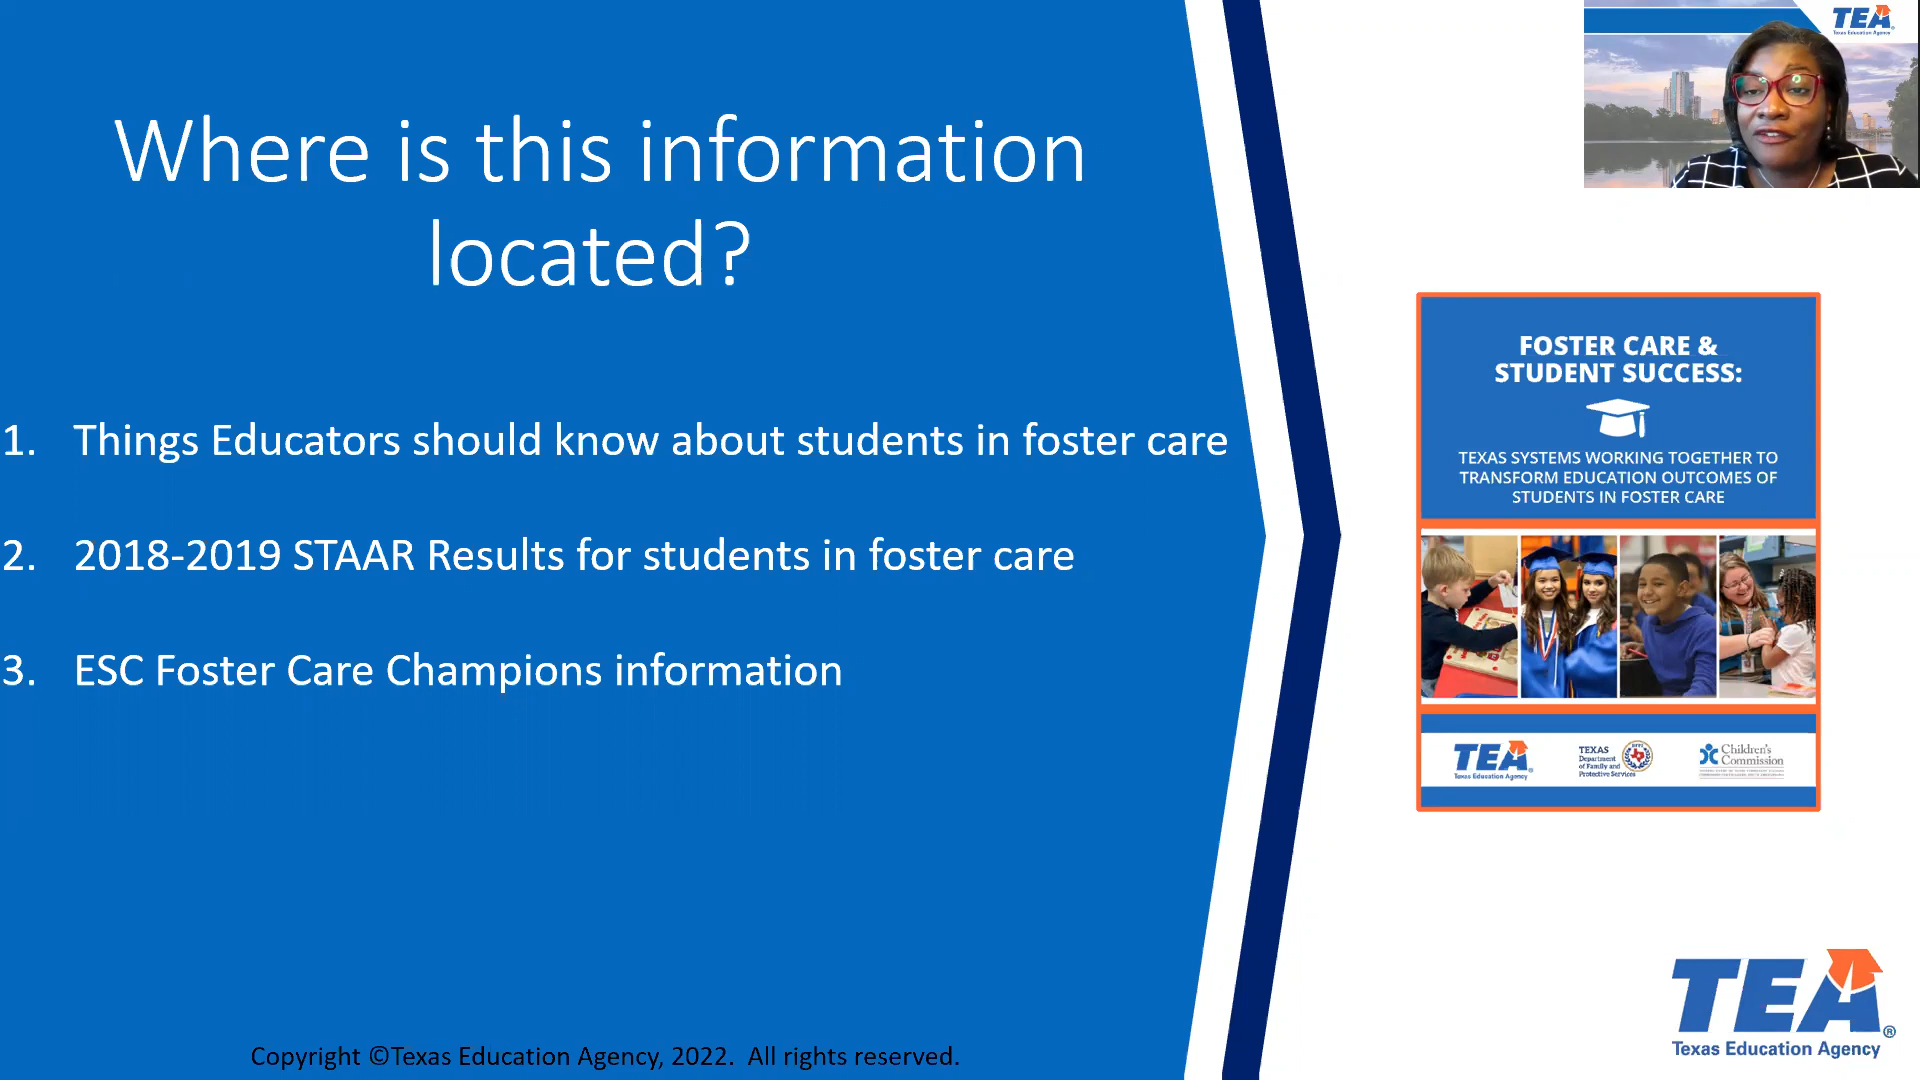 Where is this information
located?
1. Things Educators should know about students in foster care
2. 2018-2019 STAAR Results for students in foster care
3. ESC Foster Care Champions information
Copyright ©Texas Education Agency, 2022.  All rights reserved.
TEA
Texas Education Agency
FOSTER CARE &
STUDENT SUCCESS:
TEXAS SYSTEMS WORKING TOGETHER TO
TRANSFORM EDUCATION OUTCOMES OF
STUDENTS IN FOSTER CARE
TEA
Texas Education Agency
TEXAS
Department
of Family and
Protective Services
Children's
Commission
TEA®
Texas Education Agency